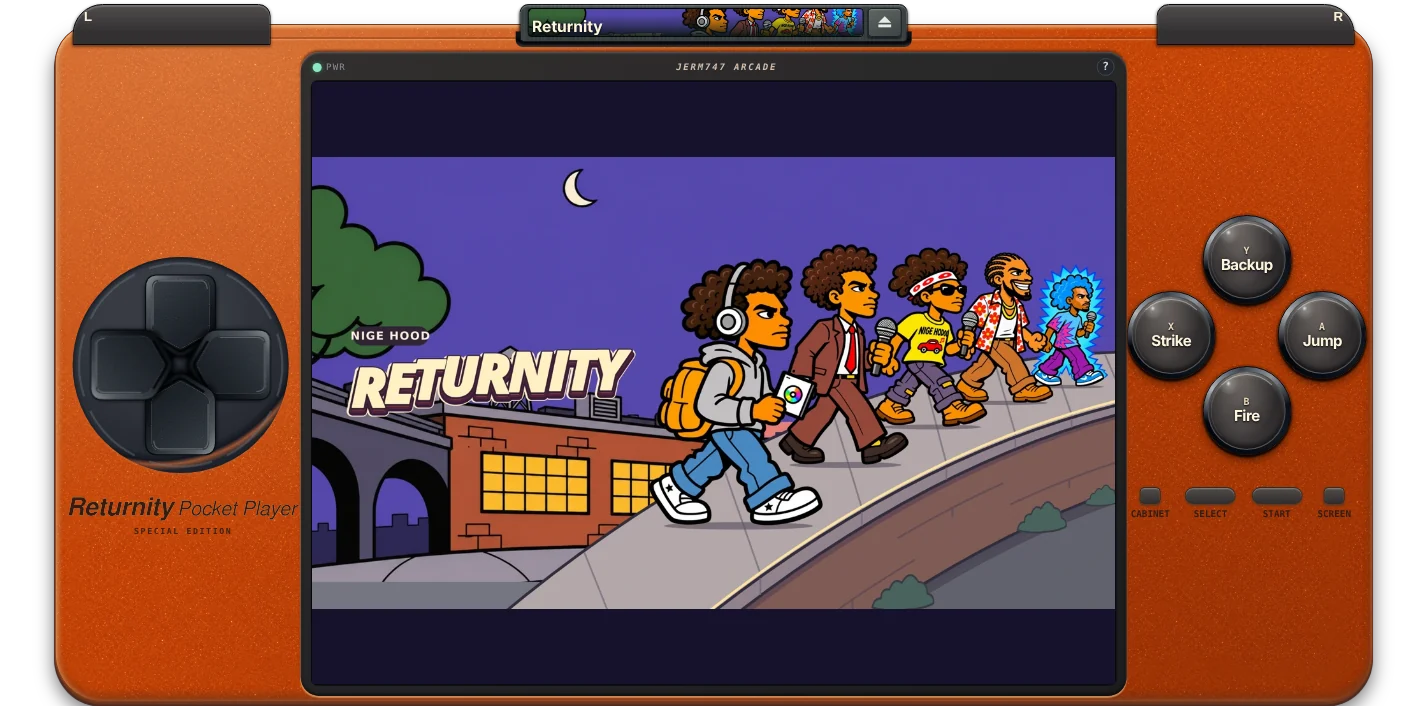 L
Returnity
R
PWR
JERM747 ARCADE
?
NIGE HOOD
RETURNITY
NIGE HOOD
Y
Backup
X
Strike
A
Jump
B
Fire
Returnity Pocket Player
SPECIAL EDITION
CABINET
SELECT
START
SCREEN